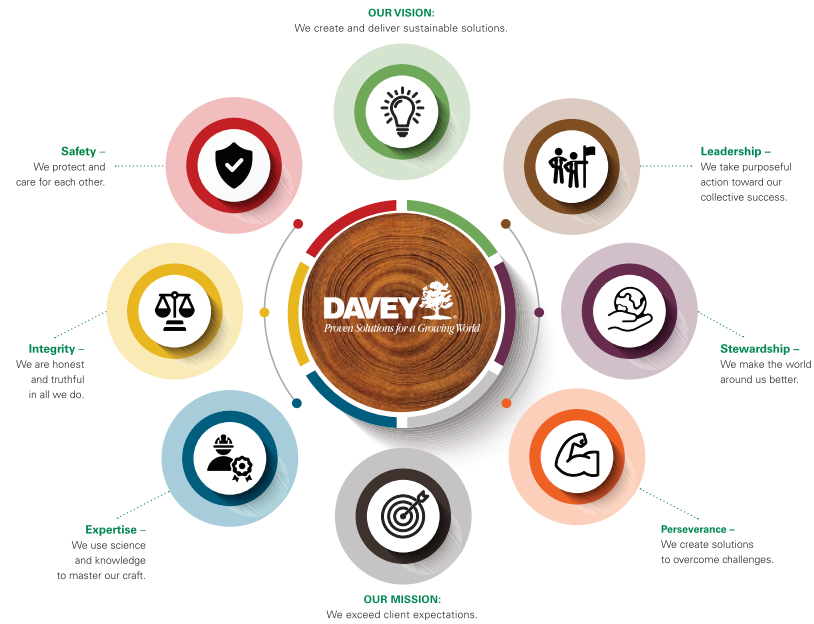 OUR VISION:
We create and deliver sustainable solutions.
Safety –
We protect and
care for each other.
Leadership –
We take purposeful
action toward our
collective success.
DAVEY
Proven Solutions for a Growing World
Integrity –
We are honest
and truthful
in all we do.
Stewardship –
We make the world
around us better.
Expertise –
We use science
and knowledge
to master our craft.
Perseverance –
We create solutions
to overcome challenges.
OUR MISSION:
We exceed client expectations.